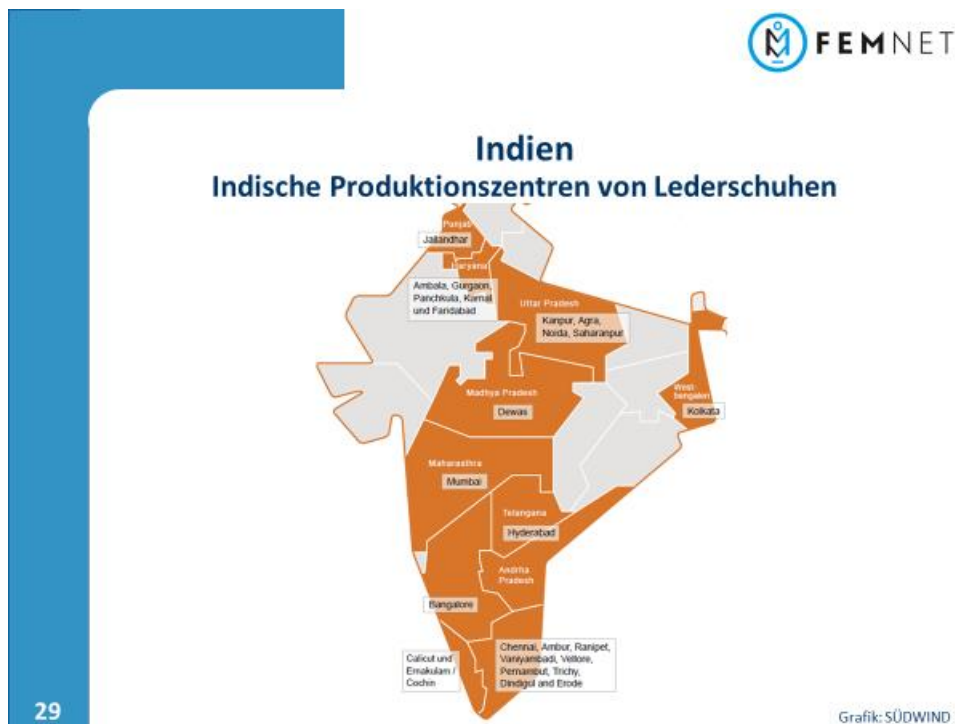 FEMNET
Indien
Indische Produktionszentren von Lederschuhen
Punjab
Jallandhar
Haryana
Ambala, Gurgaon,
Panchkula, Karnal
und Faridabad
Uttar Pradesh
Kanpur, Agra,
Noida, Saharanpur
Madhya Pradesh
Dewas
West-
bengalen
Kolkata
Maharasthra
Mumbai
Telangana
Hyderabad
Andrha
Pradesh
Bangalore
Calicut und
Ernakulam /
Cochin
Chennai, Ambur, Ranipet,
Vaniyambadi, Vellore,
Pernambut, Trichy,
Dindigul and Erode
29
Grafik: SÜDWIND